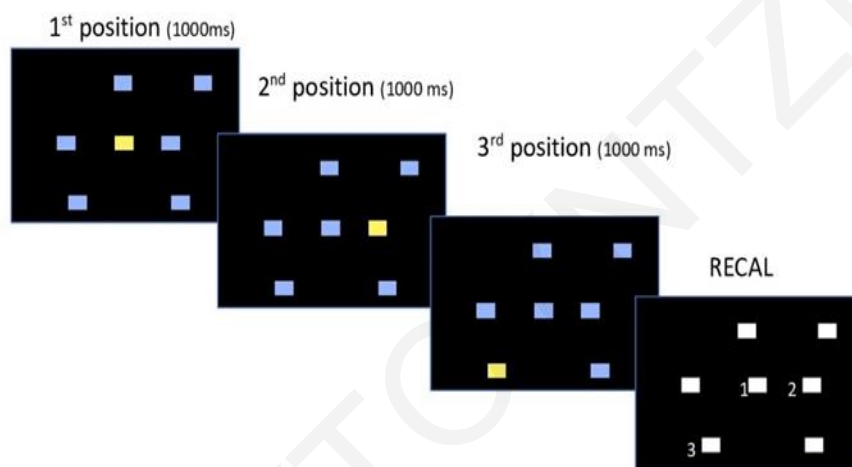 1st position (1000ms)
2nd position (1000 ms)
3rd position (1000 ms)
RECAL
1 2
3